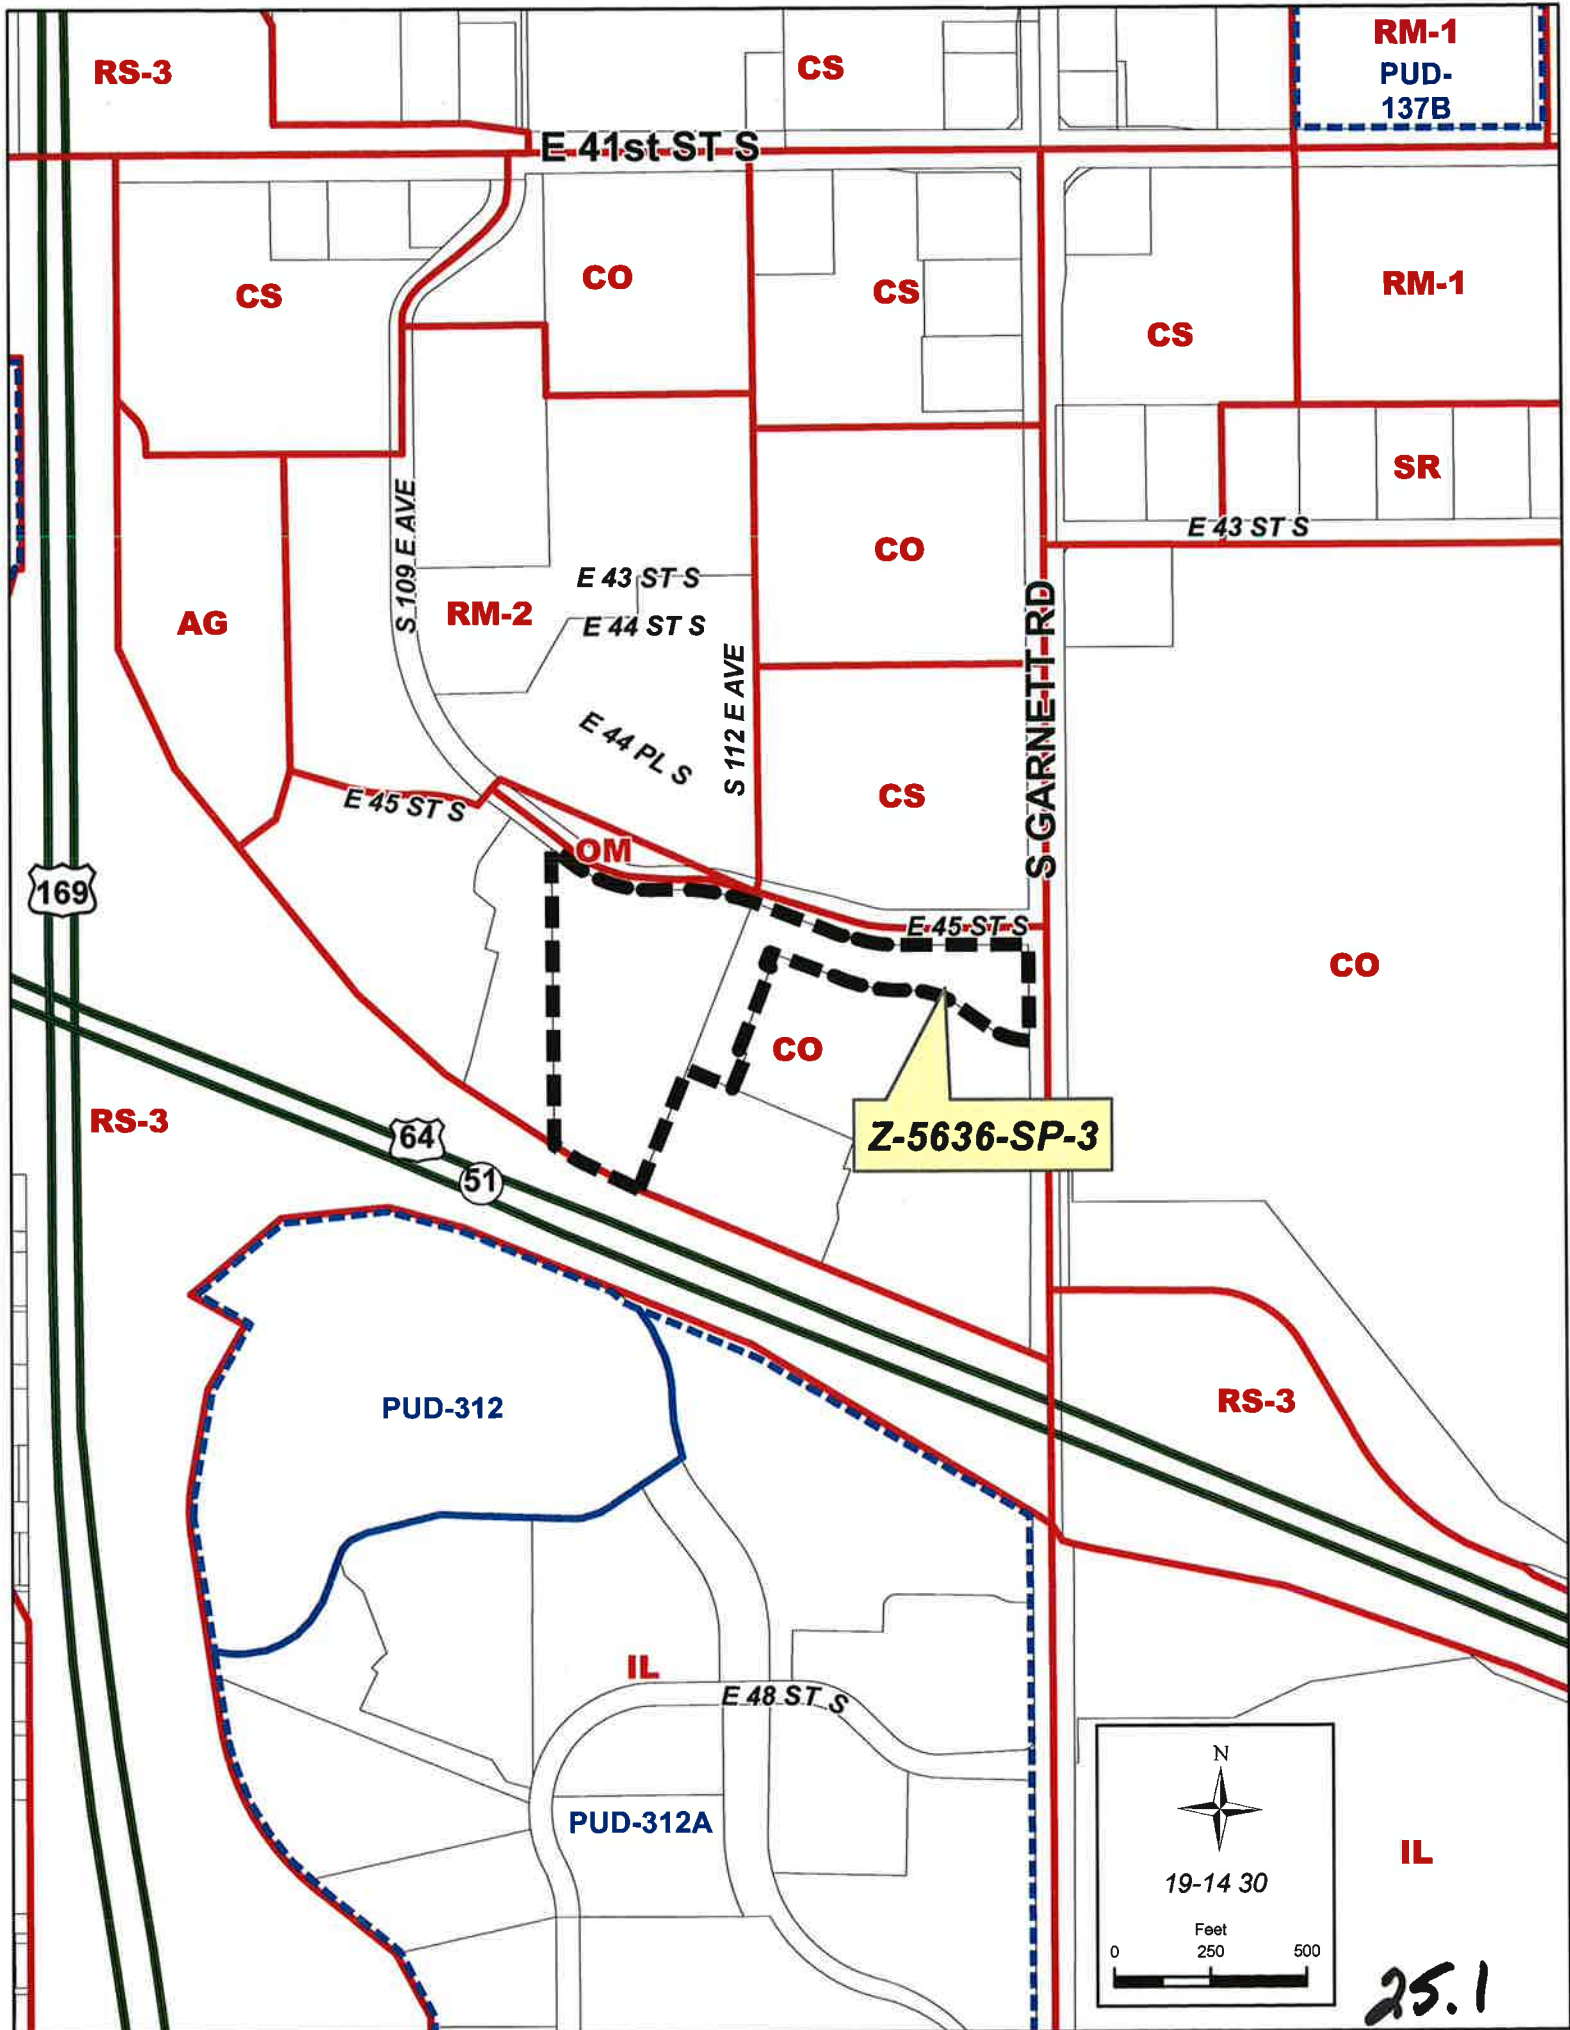 RS-3
CS
RM-1
PUD-
137B
E 41st ST S
CS
CO
CS
CS
RM-1
SR
E 43 ST S
S 109 E AVE
CO
E 43 ST S
E 44 ST S
AG
RM-2
S GARNETT RD
S 112 E AVE
E 44 PL S
CS
E 45 ST S
OM
169
E 45 ST S
CO
CO
RS-3
64
Z-5636-SP-3
51
PUD-312
RS-3
IL
E 48 ST S
PUD-312A
N
19-14 30
Feet
0 250 500
IL
25.1